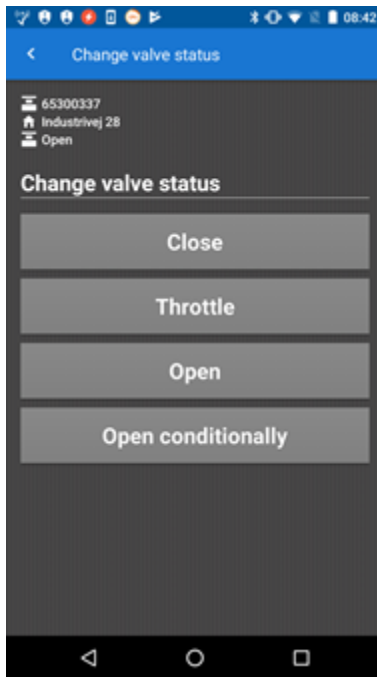 08:42
Change valve status
65300337
Industrivej 28
Open
Change valve status
Close
Throttle
Open
Open conditionally